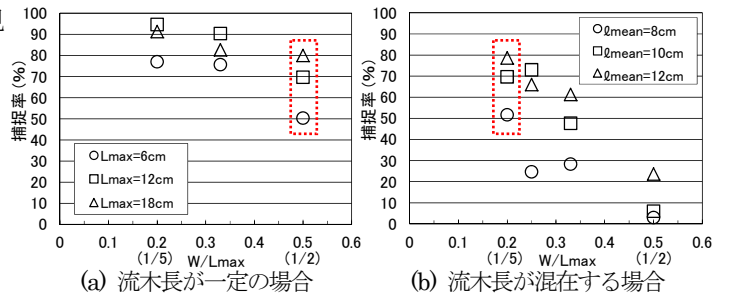 100
90
80
70
60
50
40
30
20
10
0
捕捉率(%)
○Lmax=6cm
□Lmax=12cm
△Lmax=18cm
0 0.1 0.2 0.3 0.4 0.5 0.6
(1/5) W/Lmax (1/2)
(a) 流木長が一定の場合
100
90
80
70
60
50
40
30
20
10
0
捕捉率(%)
○ℓmean=8cm
□ℓmean=10cm
△ℓmean=12cm
0 0.1 0.2 0.3 0.4 0.5 0.6
(1/5) W/Lmax (1/2)
(b) 流木長が混在する場合